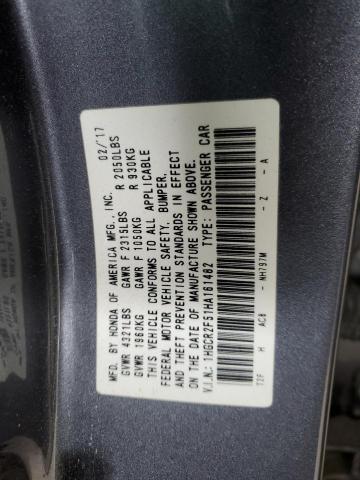 MFD. BY HONDA OF AMERICA MFG., INC. 02/'17
GVWR 4321LBS GAWR F 2315LBS R 2050LBS
GVWR 1960KG GAWR F 1050KG R 930KG
THIS VEHICLE CONFORMS TO ALL APPLICABLE
FEDERAL MOTOR VEHICLE SAFETY, BUMPER,
AND THEFT PREVENTION STANDARDS IN EFFECT
ON THE DATE OF MANUFACTURE SHOWN ABOVE.
V.I.N.: 1HGCR2F51HA161462 TYPE: PASSENGER CAR
T2F H AC8 - NH797M - Z - A